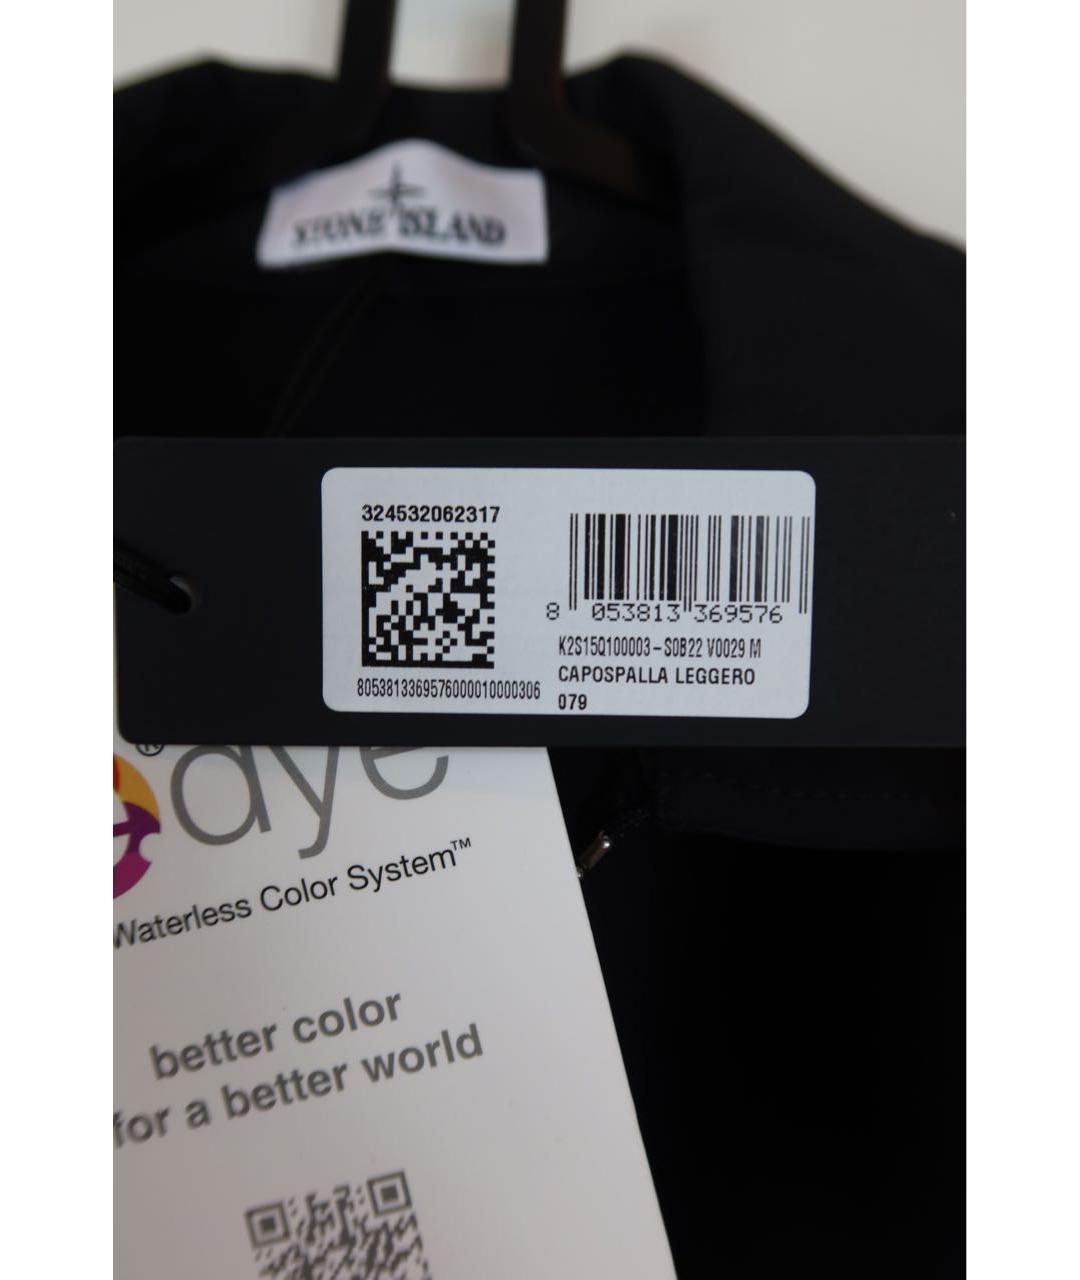 STONE ISLAND
324532062317
8053813369576000010000306
8 053813 369576
K2S15Q100003-S0B22 V0029 M
CAPOSPALLA LEGGERO
079
e®dye
Waterless Color System™
better color
for a better world